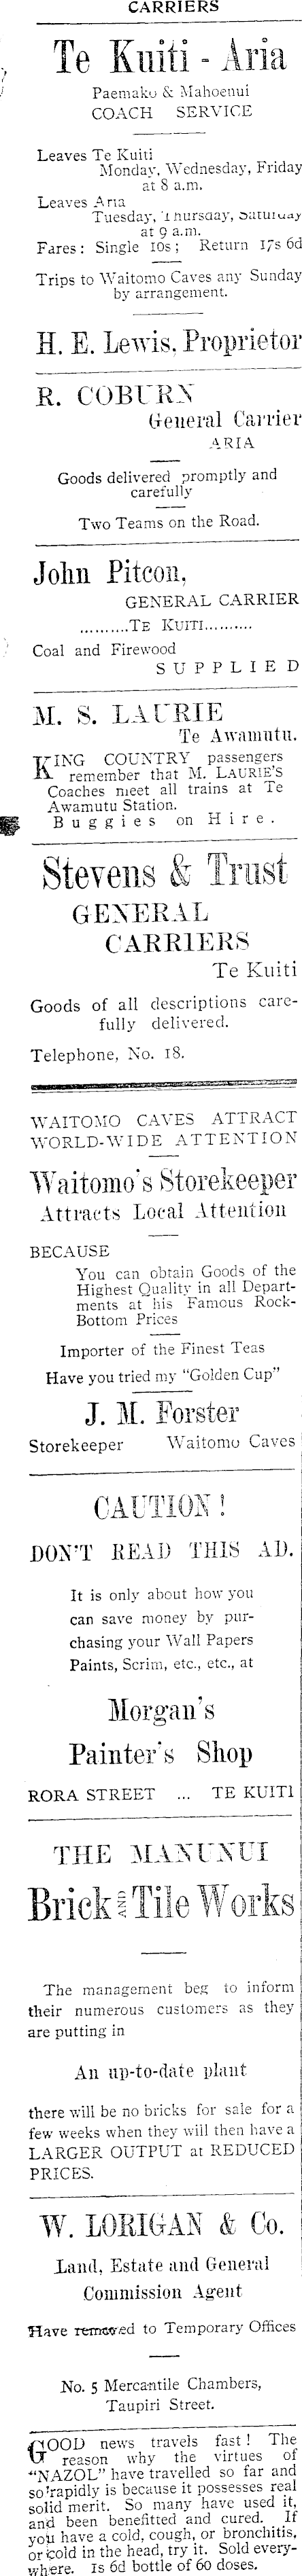 CARRIERS
Te Kuiti - Aria
Paemako & Mahoenui
COACH SERVICE
Leaves Te Kuiti
Monday, Wednesday, Friday
at 8 a.m.
Leaves Aria
Tuesday, Thursday, Saturday
at 9 a.m.
Fares: Single 10s; Return 17s 6d
Trips to Waitomo Caves any Sunday
by arrangement.
H. E. Lewis, Proprietor
R. COBURN
General Carrier
ARIA
Goods delivered promptly and
carefully
Two Teams on the Road.
John Pitcon,
GENERAL CARRIER
..........TE KUITI..........
Coal and Firewood
SUPPLIED
M. S. LAURIE
Te Awamutu.
KING COUNTRY passengers
remember that M. LAURIE'S
Coaches meet all trains at Te
Awamutu Station.
Buggies on Hire.
Stevens & Trust
GENERAL
CARRIERS
Te Kuiti
Goods of all descriptions care-
fully delivered.
Telephone, No. 18.
WAITOMO CAVES ATTRACT
WORLD-WIDE ATTENTION
Waitomo's Storekeeper
Attracts Local Attention
BECAUSE
You can obtain Goods of the
Highest Quality in all Depart-
ments at his Famous Rock-
Bottom Prices
Importer of the Finest Teas
Have you tried my "Golden Cup"
J. M. Forster
Storekeeper Waitomo Caves
CAUTION!
DON'T READ THIS AD.
It is only about how you
can save money by pur-
chasing your Wall Papers
Paints, Scrim, etc., etc., at
Morgan's
Painter's Shop
RORA STREET ... TE KUITI
THE MANUNUI
Brick AND Tile Works
The management beg to inform
their numerous customers as they
are putting in
An up-to-date plant
there will be no bricks for sale for a
few weeks when they will then have a
LARGER OUTPUT at REDUCED
PRICES.
W. LORIGAN & Co.
Land, Estate and General
Commission Agent
Have removed to Temporary Offices
No. 5 Mercantile Chambers,
Taupiri Street.
GOOD news travels fast! The
reason why the virtues of
"NAZOL" have travelled so far and
so rapidly is because it possesses real
solid merit. So many have used it,
and been benefitted and cured. If
you have a cold, cough, or bronchitis,
or cold in the head, try it. Sold every-
where. 1s 6d bottle of 60 doses.